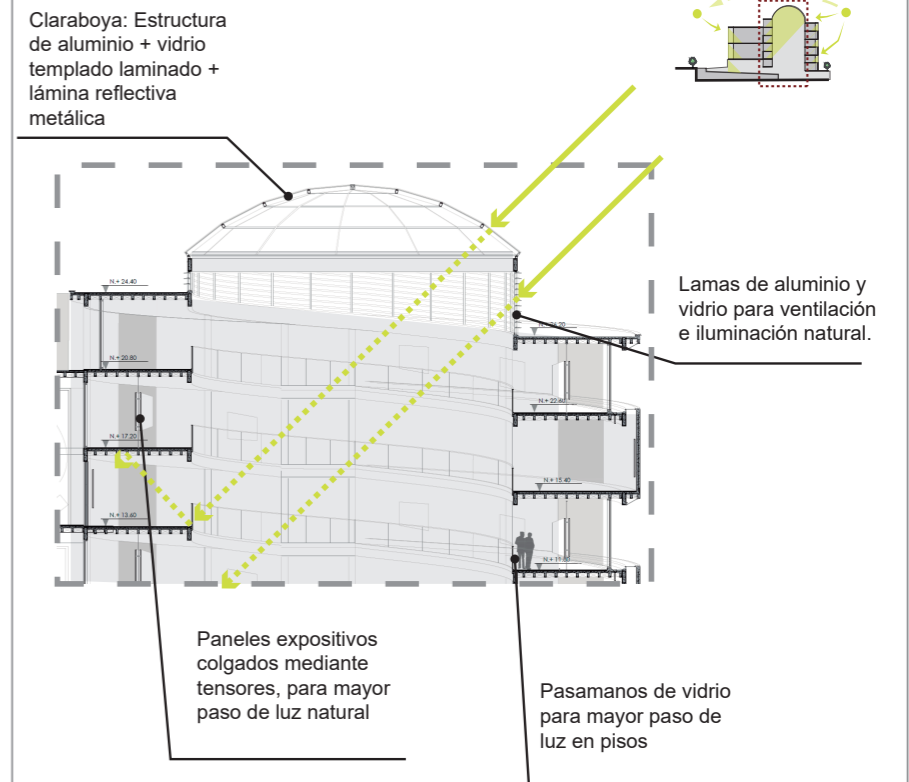 Claraboya: Estructura
de aluminio + vidrio
templado laminado +
lámina reflectiva
metálica
Lamas de aluminio y
vidrio para ventilación
e iluminación natural.
N.+ 24.40
N.+ 20.80
N.+ 17.20
N.+ 13.60
N.+ 22.40
N.+ 15.40
Paneles expositivos
colgados mediante
tensores, para mayor
paso de luz natural
Pasamanos de vidrio
para mayor paso de
luz en pisos